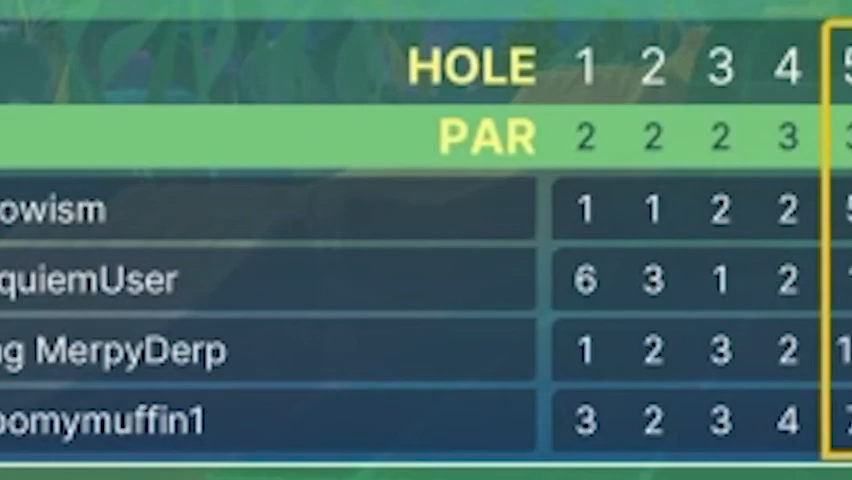 HOLE 1 2 3 4
PAR 2 2 2 3
owism 1 1 2 2
quiemUser 6 3 1 2
ng MerpyDerp 1 2 3 2
oomymuffin1 3 2 3 4